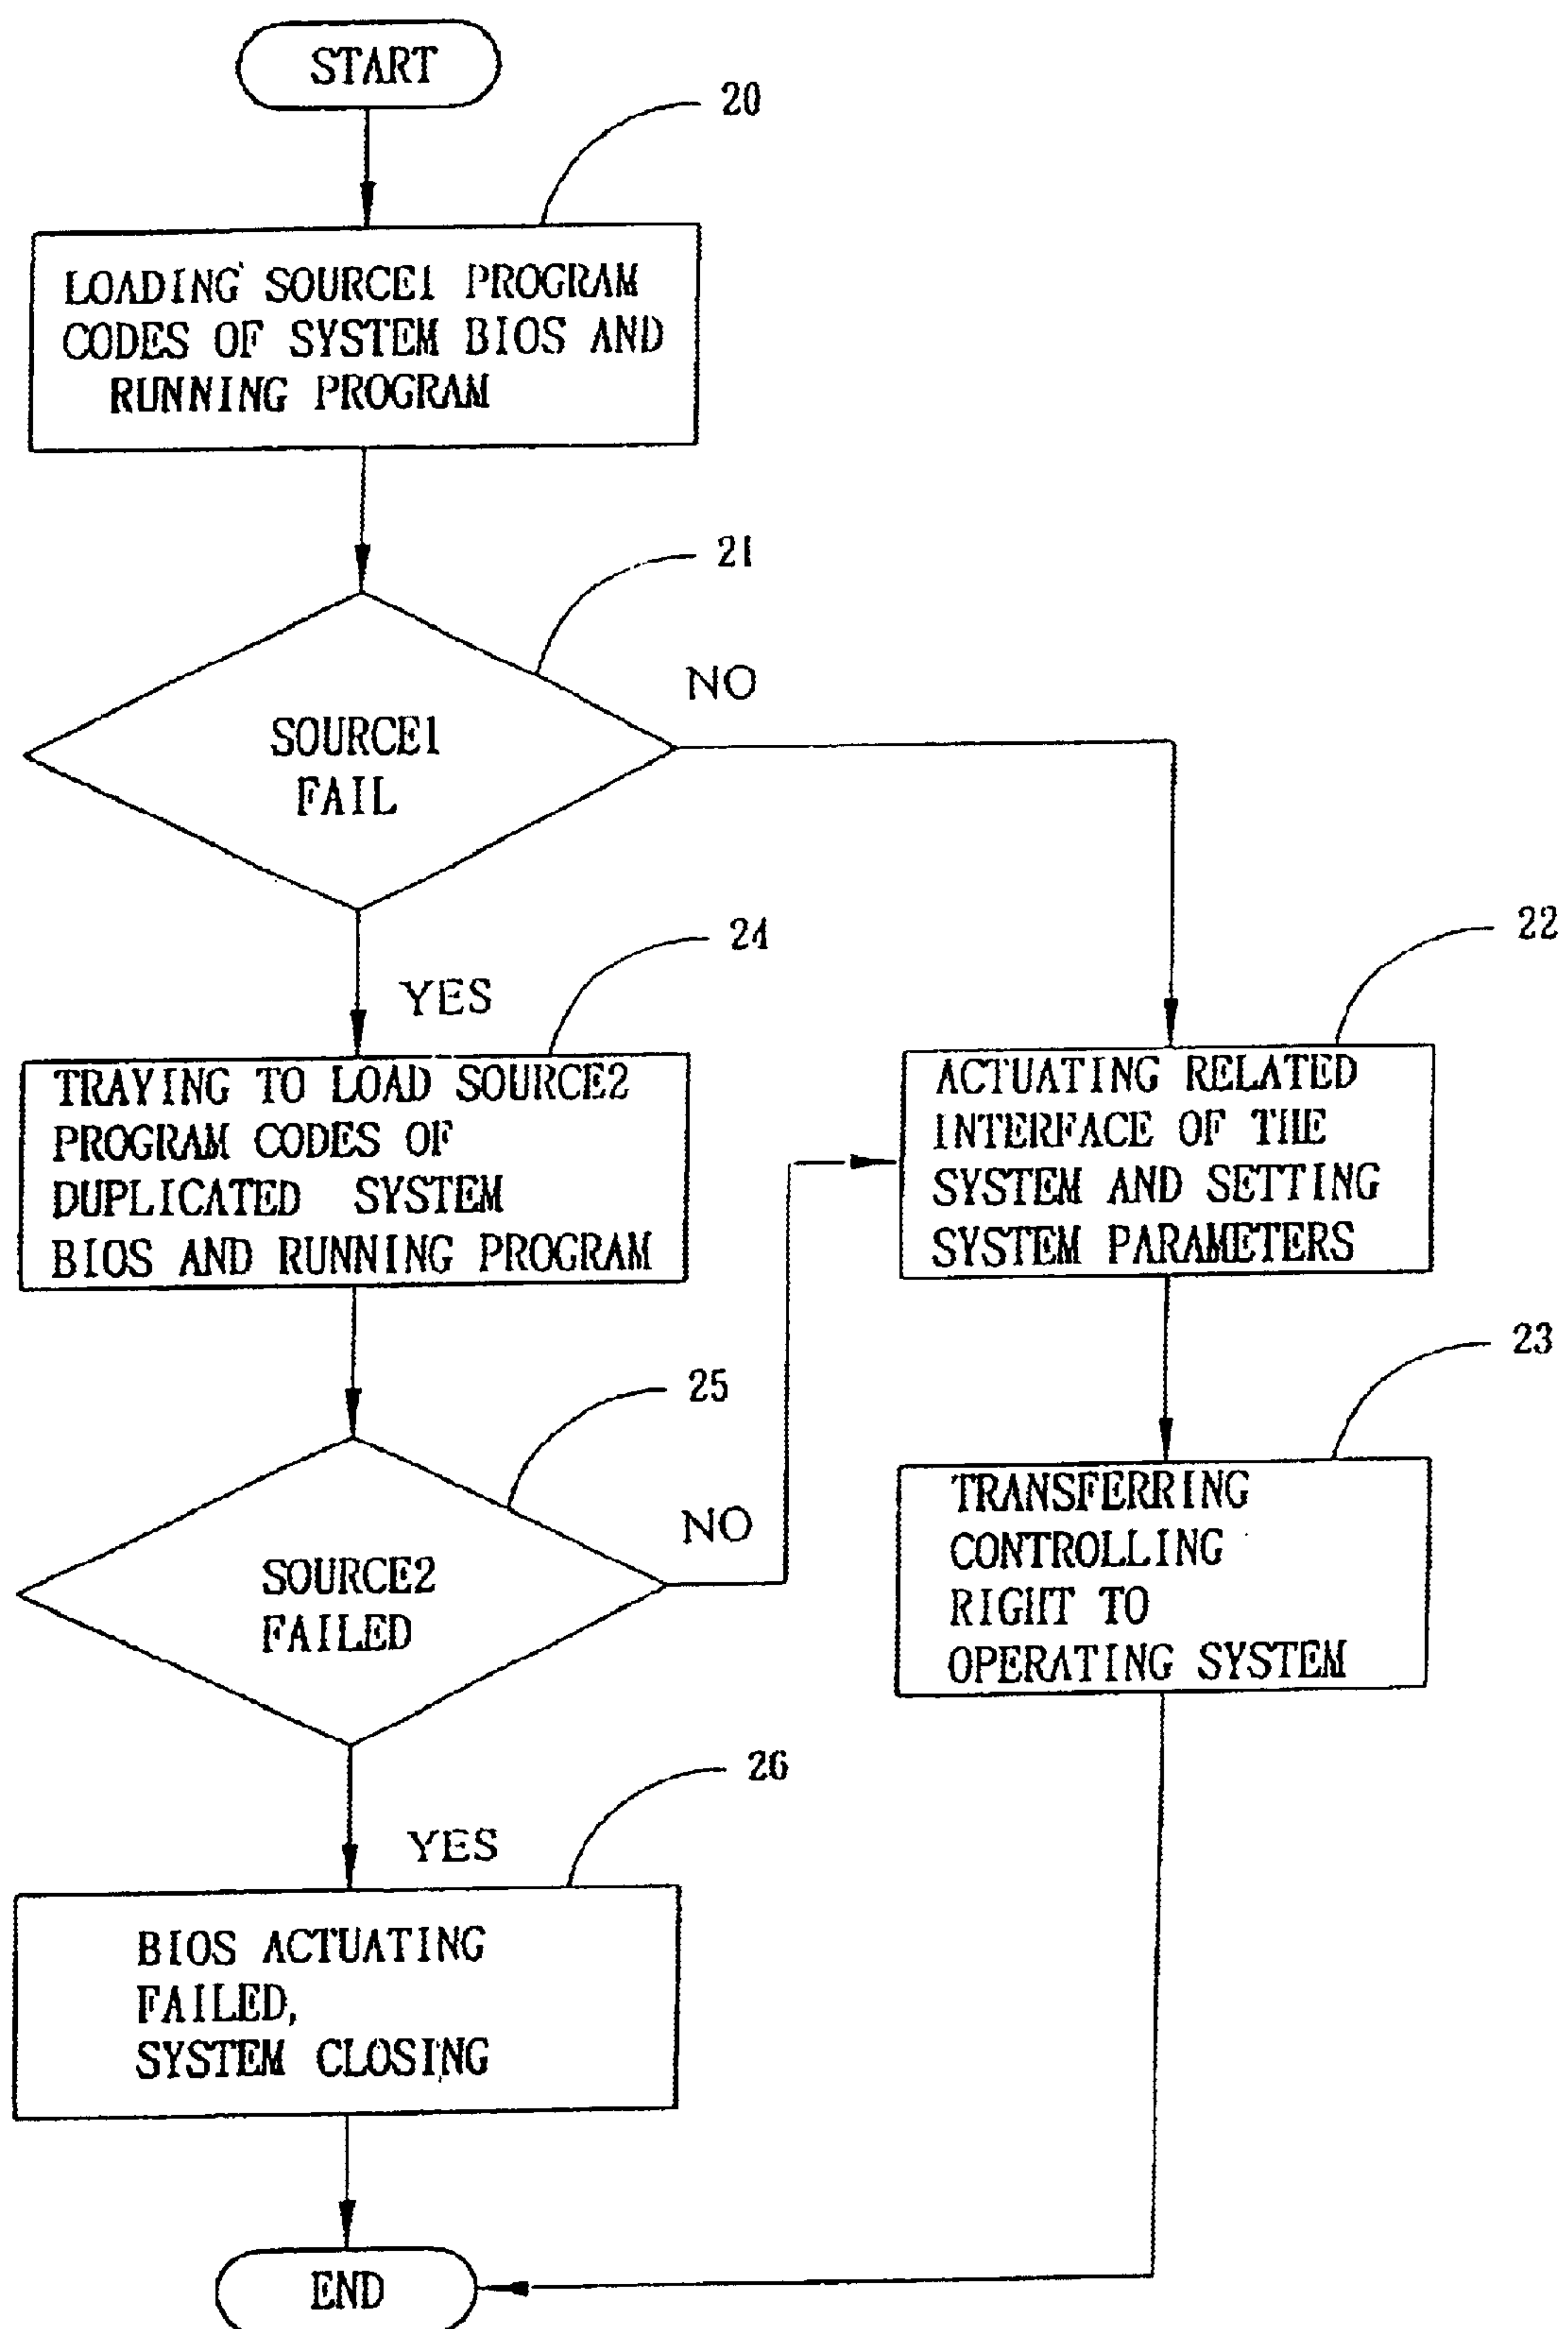 START
20
LOADING SOURCE1 PROGRAM
CODES OF SYSTEM BIOS AND
RUNNING PROGRAM
21
SOURCE1
FAIL
NO
YES
24
TRAYING TO LOAD SOURCE2
PROGRAM CODES OF
DUPLICATED SYSTEM
BIOS AND RUNNING PROGRAM
22
ACTUATING RELATED
INTERFACE OF THE
SYSTEM AND SETTING
SYSTEM PARAMETERS
25
SOURCE2
FAILED
NO
23
TRANSFERRING
CONTROLLING
RIGHT TO
OPERATING SYSTEM
YES
26
BIOS ACTUATING
FAILED,
SYSTEM CLOSING
END